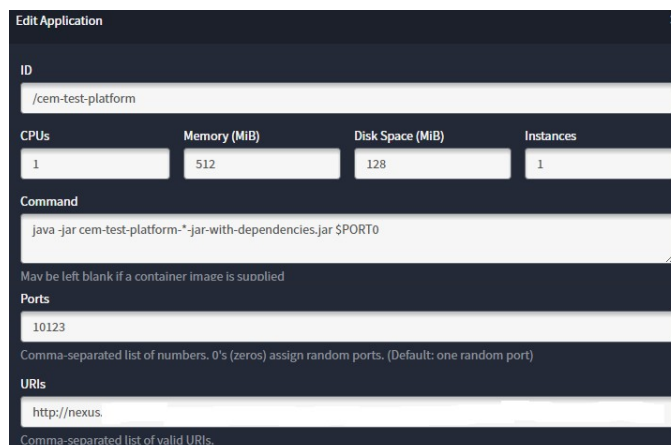 Edit Application
ID
/cem-test-platform
CPUs Memory (MiB) Disk Space (MiB) Instances
1 512 128 1
Command
java -jar cem-test-platform-*-jar-with-dependencies.jar $PORT0
May be left blank if a container image is supplied
Ports
10123
Comma-separated list of numbers. 0's (zeros) assign random ports. (Default: one random port)
URIs
http://nexus.
Comma-separated list of valid URIs.